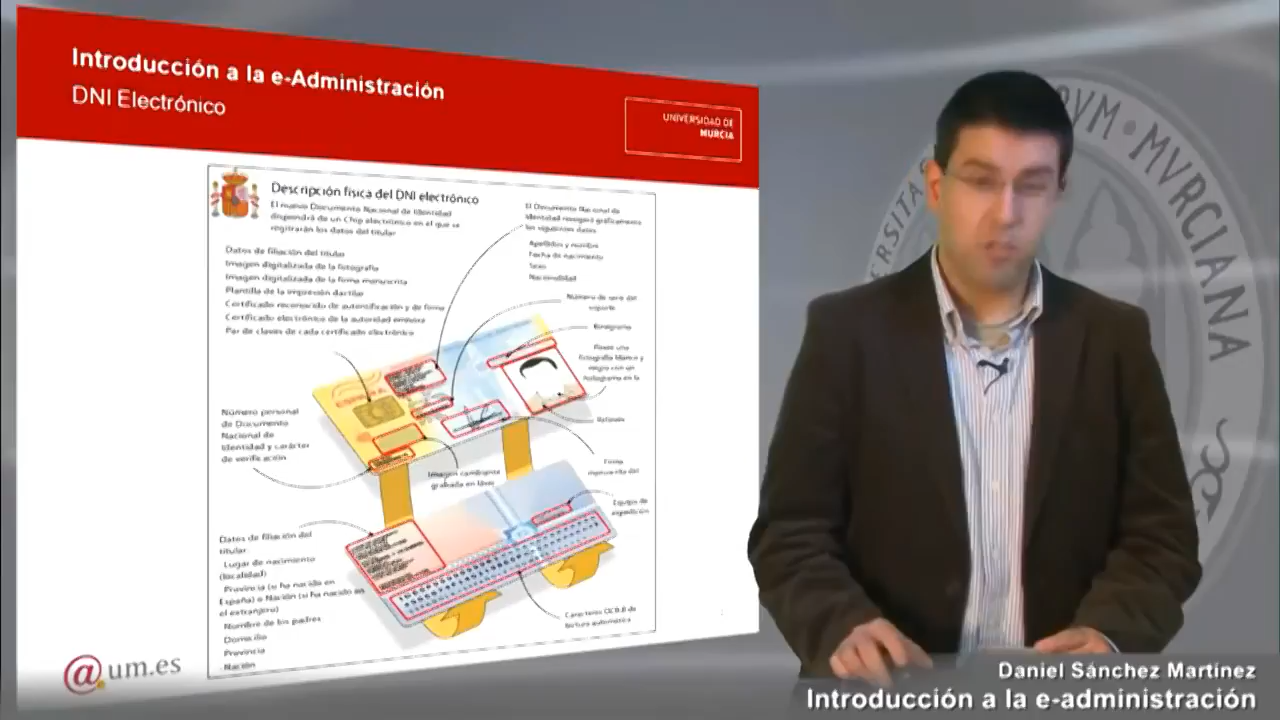 Introducción a la e-Administración
DNI Electrónico
UNIVERSIDAD DE
MURCIA
Descripción física del DNI electrónico
El nuevo Documento Nacional de Identidad
dispondrá de un Chip electrónico en el que se
registrarán los datos del titular
Datos de filiación del titular
Imagen digitalizada de la fotografía
Imagen digitalizada de la firma manuscrita
Plantilla de la impresión dactilar
Certificado reconocido de autentificación y de firma
Certificado electrónico de la autoridad emisora
Par de claves de cada certificado electrónico
El Documento Nacional de
Identidad recogerá gráficamente
los siguientes datos
Apellidos y nombre
Fecha de nacimiento
Sexo
Nacionalidad
Número de serie del
soporte
Kinegrama
fotografía blanco y
negro con un
holograma en la
ESPAÑA
Número personal
de Documento
Nacional de
Identidad y carácter
de verificación
Imagen cambiante
grabada en láser
Firma
manuscrita del
Equipo de
expedición
Datos de filiación del
titular
Lugar de nacimiento
(localidad)
Provincia (si ha nacido en
España) o Nación (si ha nacido en
el extranjero)
Nombre de los padres
Domicilio
Provincia
Nación
Caracteres OCR-B de
lectura automática
@um.es
VERSITA
RVM · MVRCIANA
Daniel Sánchez Martínez
Introducción a la e-administración